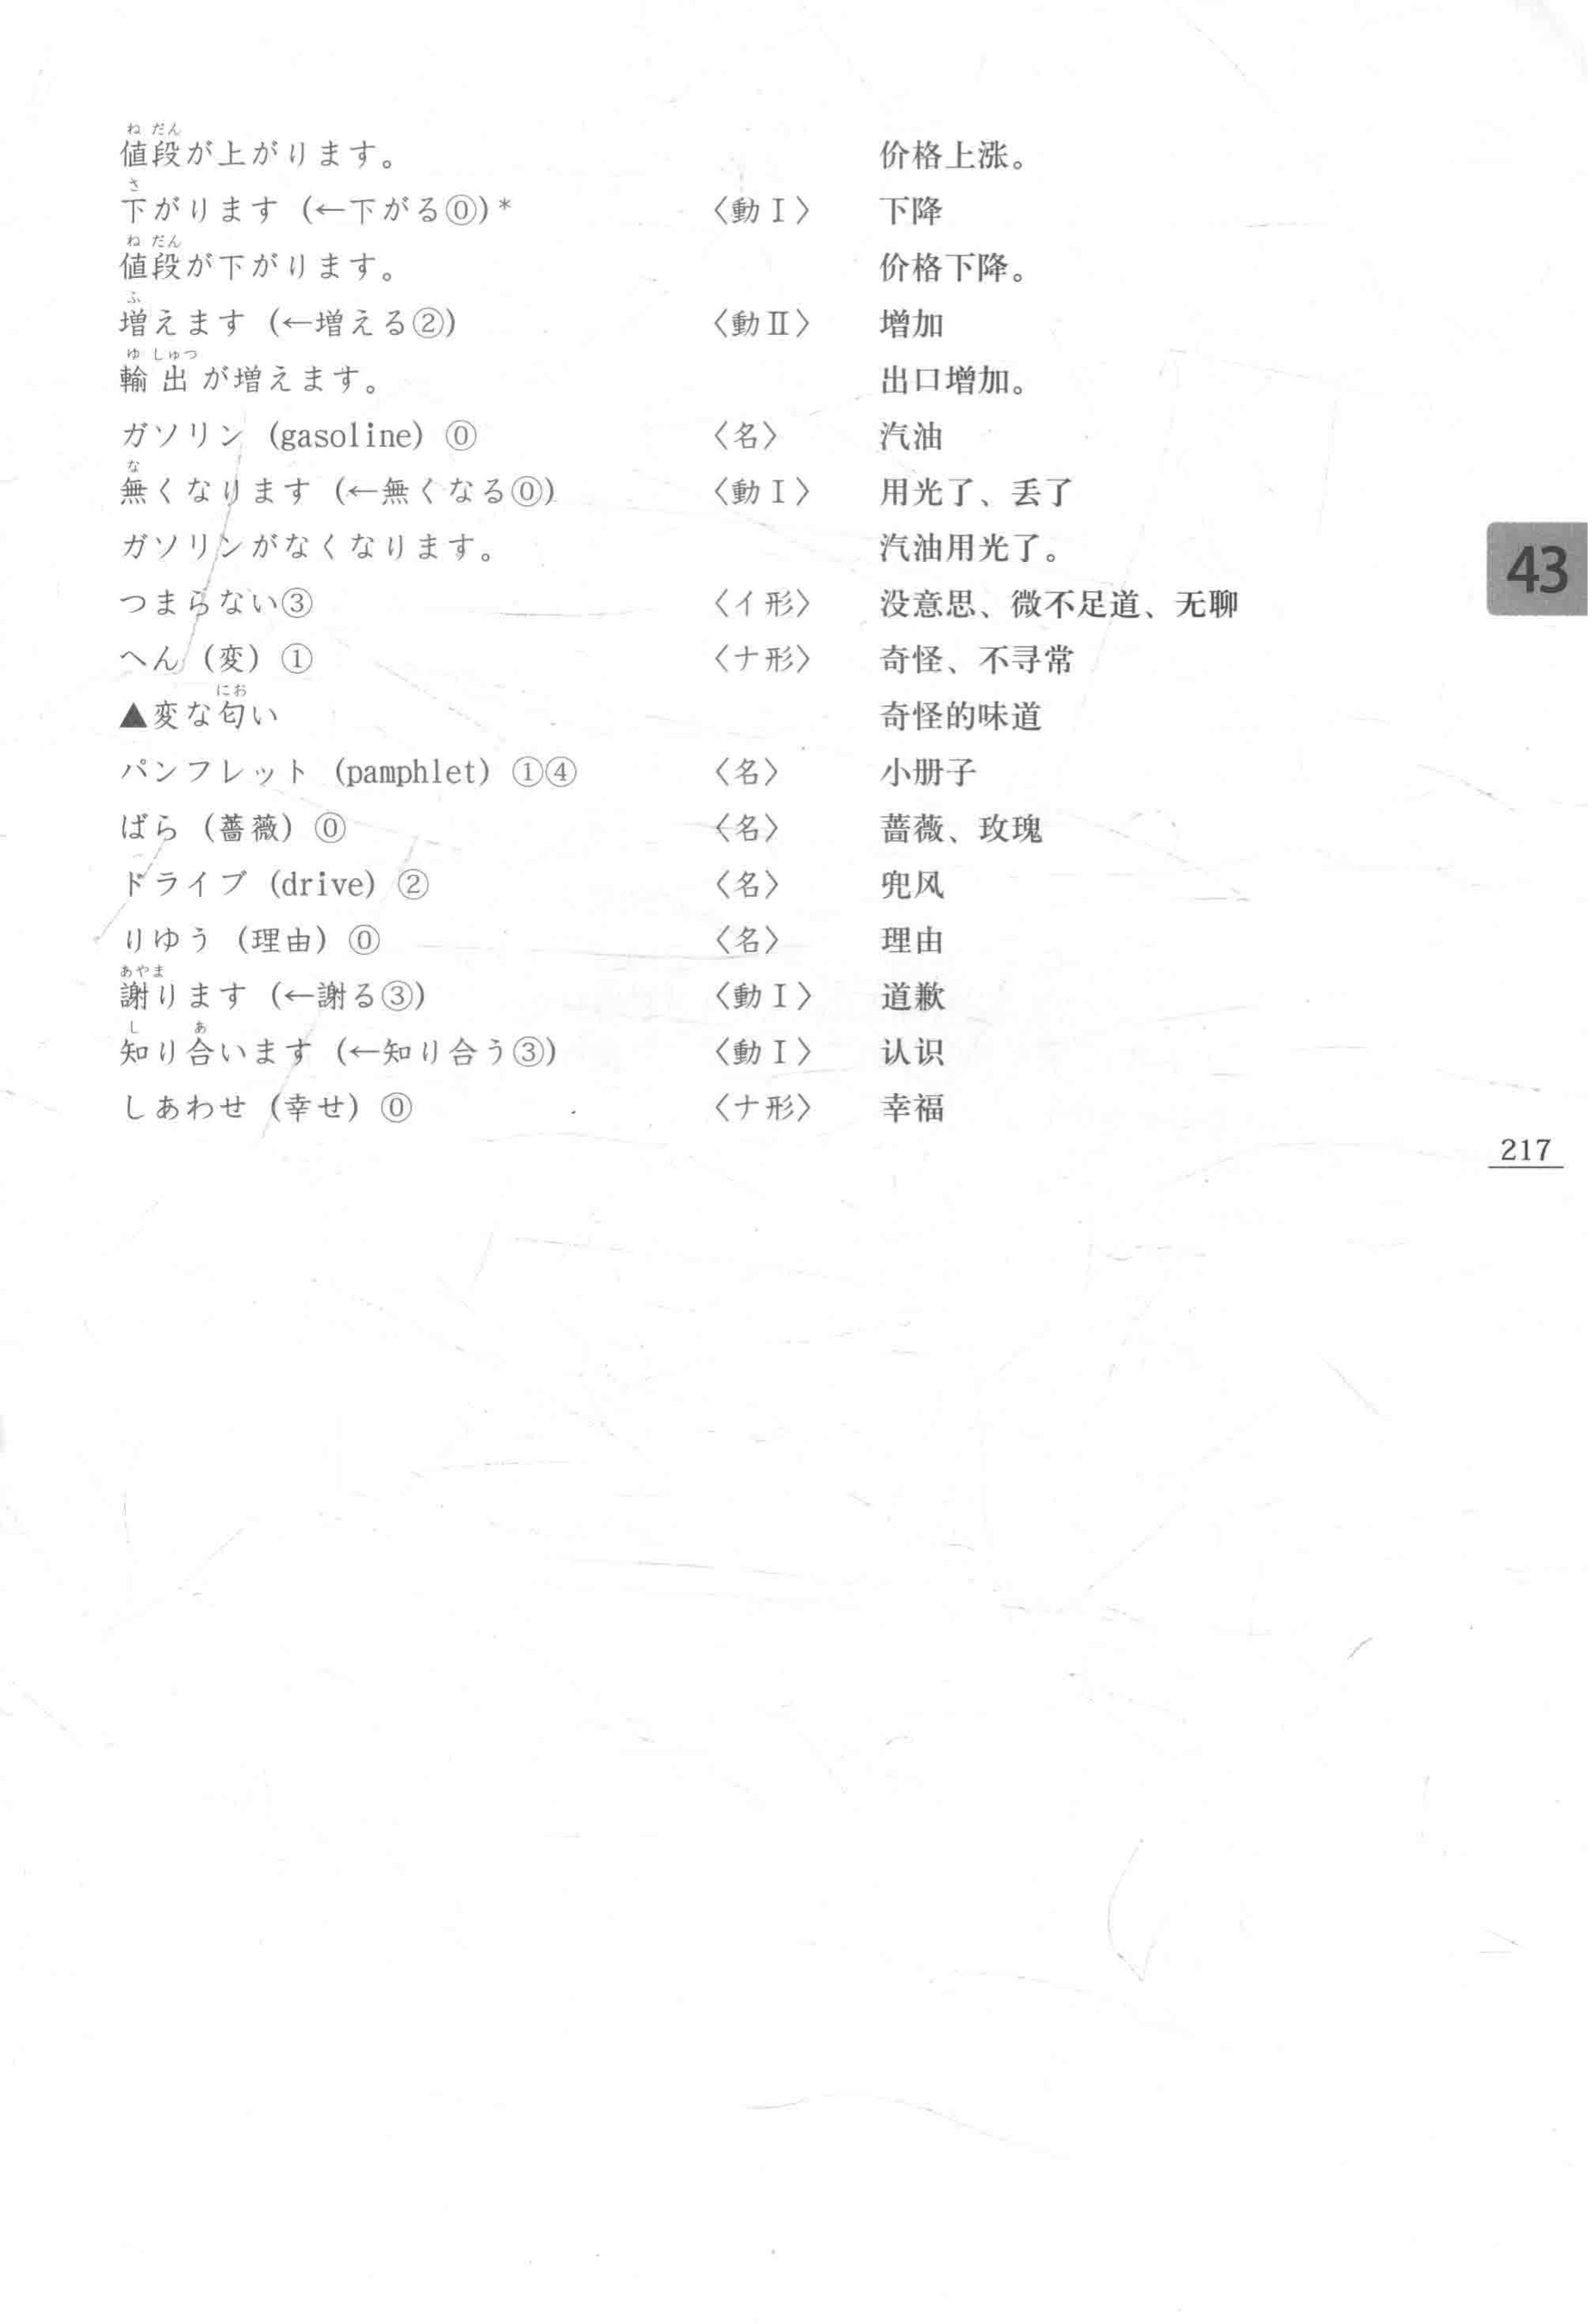 ねだん
値段が上がります。 价格上涨。
さ
下がります（←下がる⓪）* 〈動Ⅰ〉 下降
ねだん
値段が下がります。 价格下降。
ふ
増えます（←増える②） 〈動Ⅱ〉 增加
ゆしゅつ
輸出が増えます。 出口增加。
ガソリン（gasoline）⓪ 〈名〉 汽油
な
無くなります（←無くなる⓪） 〈動Ⅰ〉 用光了、丢了
ガソリンがなくなります。 汽油用光了。
43
つまらない③ 〈イ形〉 没意思、微不足道、无聊
へん（変）① 〈ナ形〉 奇怪、不寻常
にお
▲変な匂い 奇怪的味道
パンフレット（pamphlet）①④ 〈名〉 小册子
ばら（薔薇）⓪ 〈名〉 蔷薇、玫瑰
ドライブ（drive）② 〈名〉 兜风
りゆう（理由）⓪ 〈名〉 理由
あやま
謝ります（←謝る③） 〈動Ⅰ〉 道歉
し あ
知り合います（←知り合う③） 〈動Ⅰ〉 认识
しあわせ（幸せ）⓪ 〈ナ形〉 幸福
217